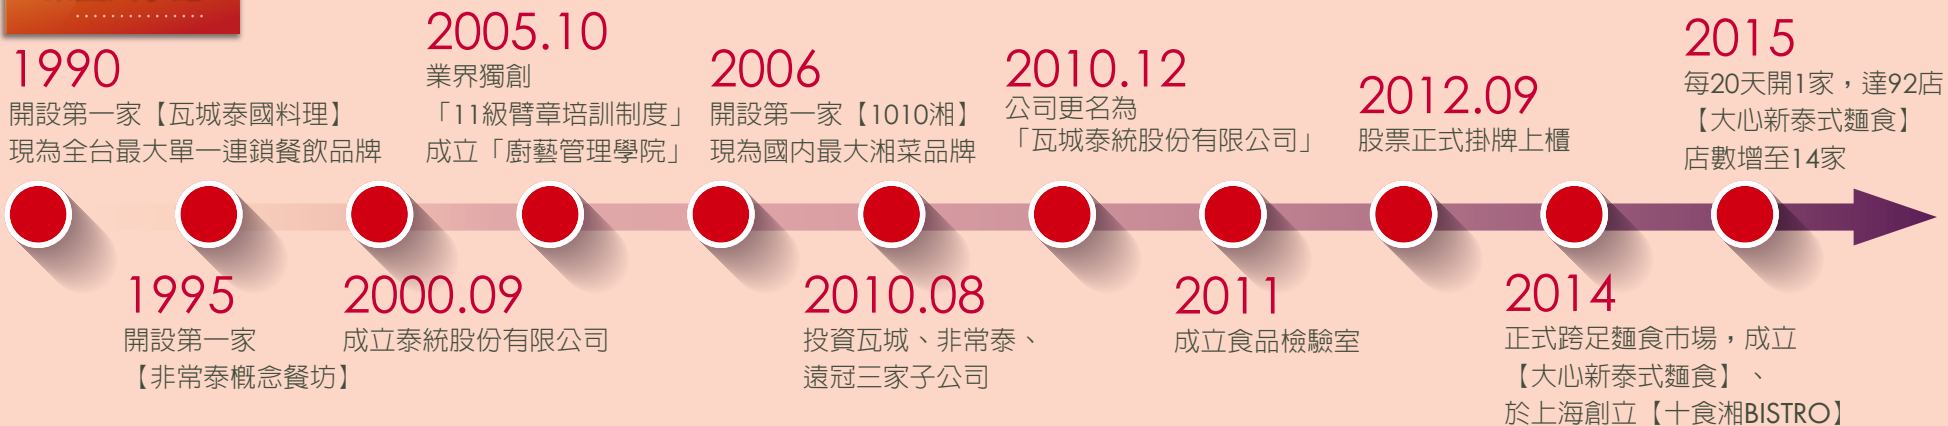 1990
開設第一家【瓦城泰國料理】
現為全台最大單一連鎖餐飲品牌
1995
開設第一家
【非常泰概念餐坊】
2000.09
成立泰統股份有限公司
2005.10
業界獨創
「11級臂章培訓制度」
成立「廚藝管理學院」
2006
開設第一家【1010湘】
現為國内最大湘菜品牌
2010.08
投資瓦城、非常泰、
遠冠三家子公司
2010.12
公司更名為
「瓦城泰統股份有限公司」
2011
成立食品檢驗室
2012.09
股票正式掛牌上櫃
2014
正式跨足麵食市場，成立
【大心新泰式麵食】、
於上海創立【十食湘BISTRO】
2015
每20天開1家，達92店
【大心新泰式麵食】
店數增至14家